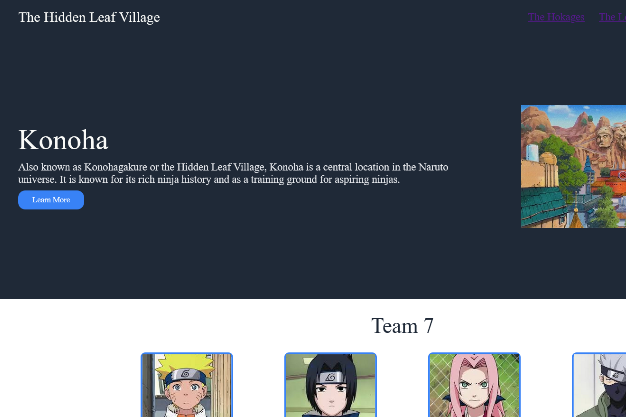 The Hidden Leaf Village
The Hokages
The L
Konoha
Also known as Konohagakure or the Hidden Leaf Village, Konoha is a central location in the Naruto
universe. It is known for its rich ninja history and as a training ground for aspiring ninjas.
Learn More
Team 7